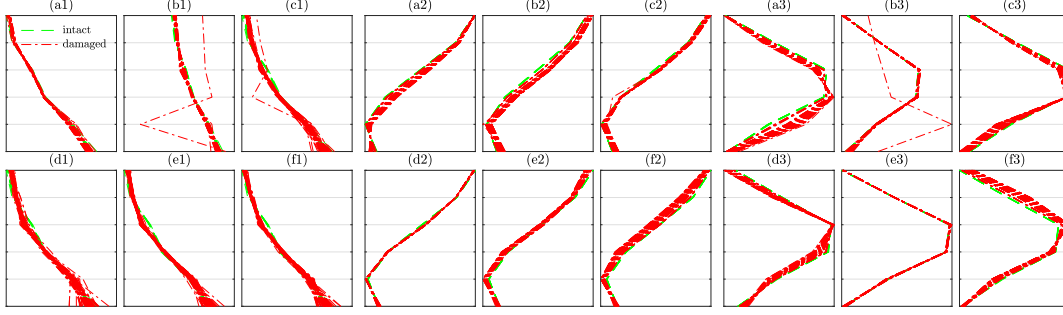 (a1) (b1) (c1) (a2) (b2) (c2) (a3) (b3) (c3)
intact
damaged
(d1) (e1) (f1) (d2) (e2) (f2) (d3) (e3) (f3)